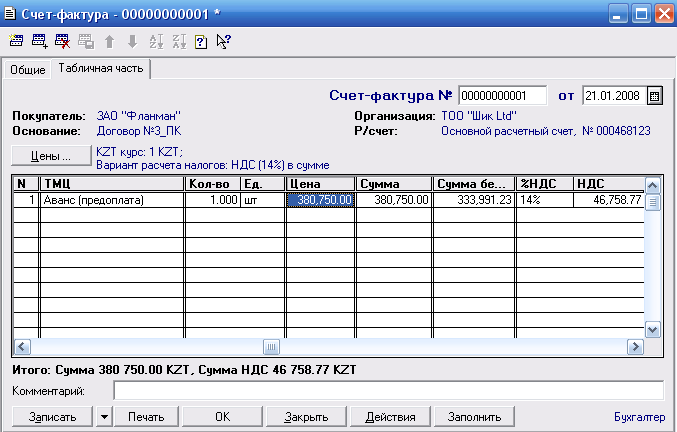 Счет-фактура - 00000000001 *
Общие Табличная часть
Счет-фактура № 00000000001 от 21.01.2008
Покупатель: ЗАО "Фланман" Организация: ТОО "Шик Ltd"
Основание: Договор №3_ПК Р/счет: Основной расчетный счет, № 000468123
Цены ... KZT курс: 1 KZT;
Вариант расчета налогов: НДС (14%) в сумме
N ТМЦ Кол-во Ед. Цена Сумма Сумма бе... %НДС НДС
1 Аванс (предоплата) 1.000 шт 380,750.00 380,750.00 333,991.23 14% 46,758.77
Итого: Сумма 380 750.00 KZT, Сумма НДС 46 758.77 KZT
Комментарий:
Записать Печать OK Закрыть Действия Заполнить Бухгалтер